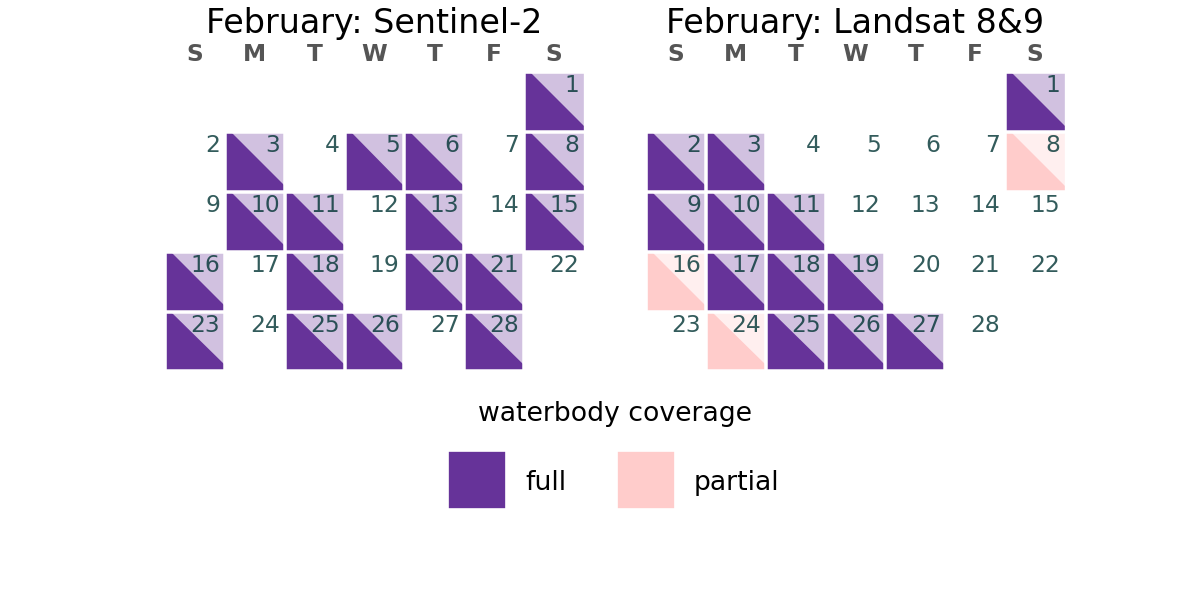 February: Sentinel-2
S M T W T F S
1
2 3 4 5 6 7 8
9 10 11 12 13 14 15
16 17 18 19 20 21 22
23 24 25 26 27 28
February: Landsat 8&9
S M T W T F S
1
2 3 4 5 6 7 8
9 10 11 12 13 14 15
16 17 18 19 20 21 22
23 24 25 26 27 28
waterbody coverage
full
partial